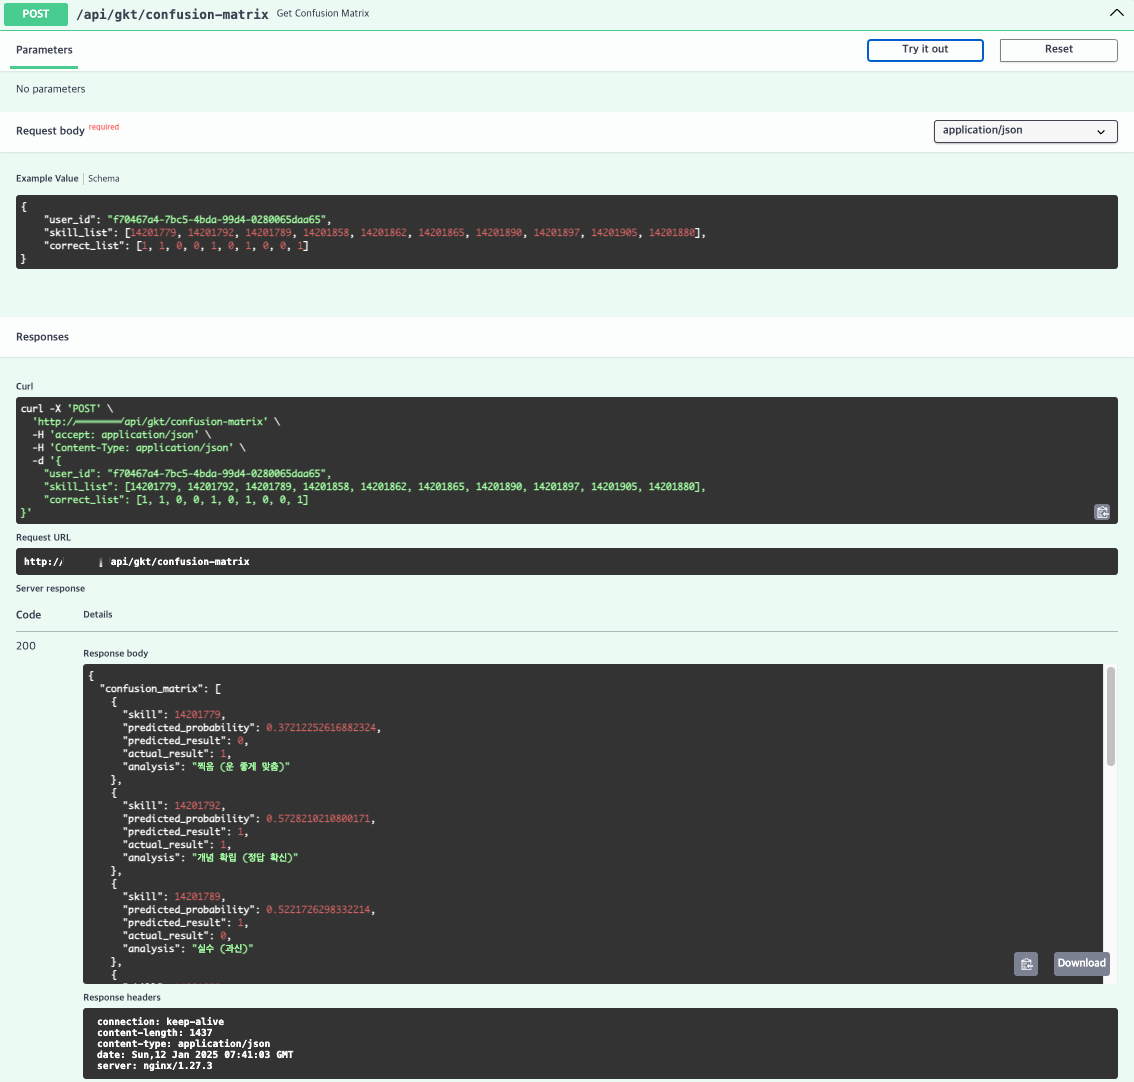 POST /api/gkt/confusion-matrix Get Confusion Matrix
Parameters
Try it out
Reset
No parameters
Request body required
application/json
Example Value Schema
{
"user_id": "f70467a4-7bc5-4bda-99d4-0280065daa65",
"skill_list": [14201779, 14201792, 14201789, 14201858, 14201862, 14201865, 14201890, 14201897, 14201905, 14201880],
"correct_list": [1, 1, 0, 0, 1, 0, 1, 0, 0, 1]
}
Responses
Curl
curl -X 'POST' \
'http:// /api/gkt/confusion-matrix' \
-H 'accept: application/json' \
-H 'Content-Type: application/json' \
-d '{
"user_id": "f70467a4-7bc5-4bda-99d4-0280065daa65",
"skill_list": [14201779, 14201792, 14201789, 14201858, 14201862, 14201865, 14201890, 14201897, 14201905, 14201880],
"correct_list": [1, 1, 0, 0, 1, 0, 1, 0, 0, 1]
}'
Request URL
http:// api/gkt/confusion-matrix
Server response
Code Details
200
Response body
{
"confusion_matrix": [
{
"skill": 14201779,
"predicted_probability": 0.37212252616882324,
"predicted_result": 0,
"actual_result": 1,
"analysis": "찍음 (운 좋게 맞춤)"
},
{
"skill": 14201792,
"predicted_probability": 0.5728210210800171,
"predicted_result": 1,
"actual_result": 1,
"analysis": "개념 확립 (정답 확신)"
},
{
"skill": 14201789,
"predicted_probability": 0.5221726298332214,
"predicted_result": 1,
"actual_result": 0,
"analysis": "실수 (과신)"
},
{
Download
Response headers
connection: keep-alive
content-length: 1437
content-type: application/json
date: Sun,12 Jan 2025 07:41:03 GMT
server: nginx/1.27.3